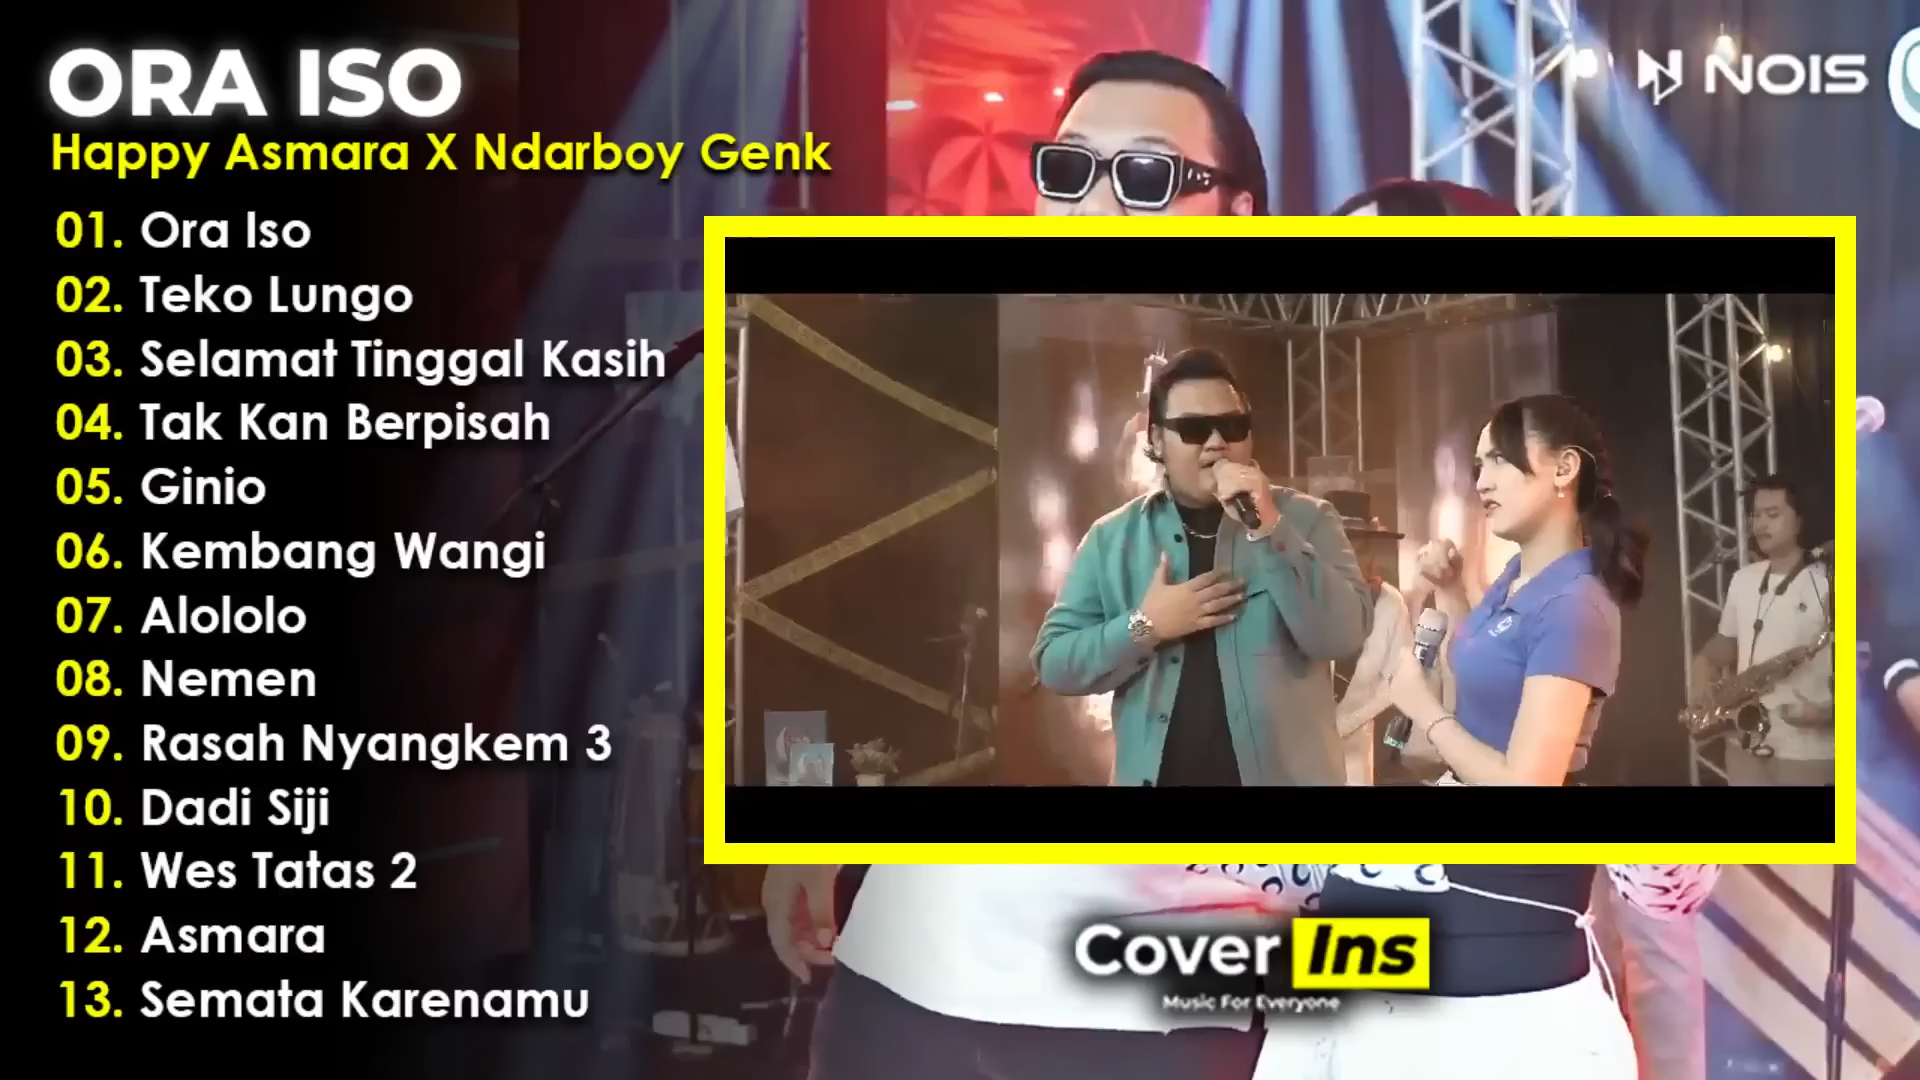 ORA ISO
Happy Asmara X Ndarboy Genk
01. Ora Iso
02. Teko Lungo
03. Selamat Tinggal Kasih
04. Tak Kan Berpisah
05. Ginio
06. Kembang Wangi
07. Alololo
08. Nemen
09. Rasah Nyangkem 3
10. Dadi Siji
11. Wes Tatas 2
12. Asmara
13. Semata Karenamu
NOIS
Cover Ins
Music For Everyone